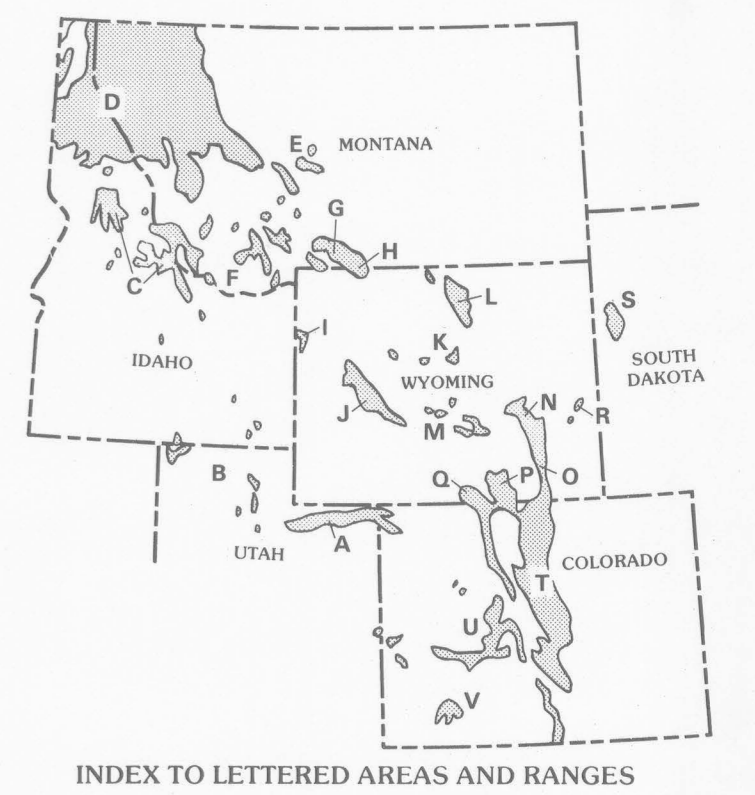 D
E
MONTANA
G
H
C
F
L
S
I
K
IDAHO
WYOMING
SOUTH
DAKOTA
J
M
N
R
B
Q
P
O
UTAH
A
COLORADO
T
U
V
INDEX TO LETTERED AREAS AND RANGES